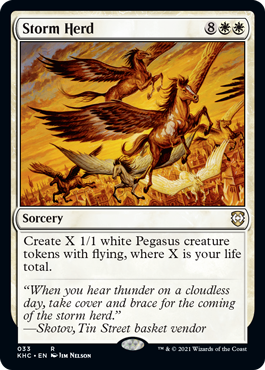 Storm Herd 8
Sorcery
Create X 1/1 white Pegasus creature
tokens with flying, where X is your life
total.
“When you hear thunder on a cloudless
day, take cover and brace for the coming
of the storm herd.”
—Skotov, Tin Street basket vendor
033 R
KHC • EN Jim Nelson ™ & © 2021 Wizards of the Coast